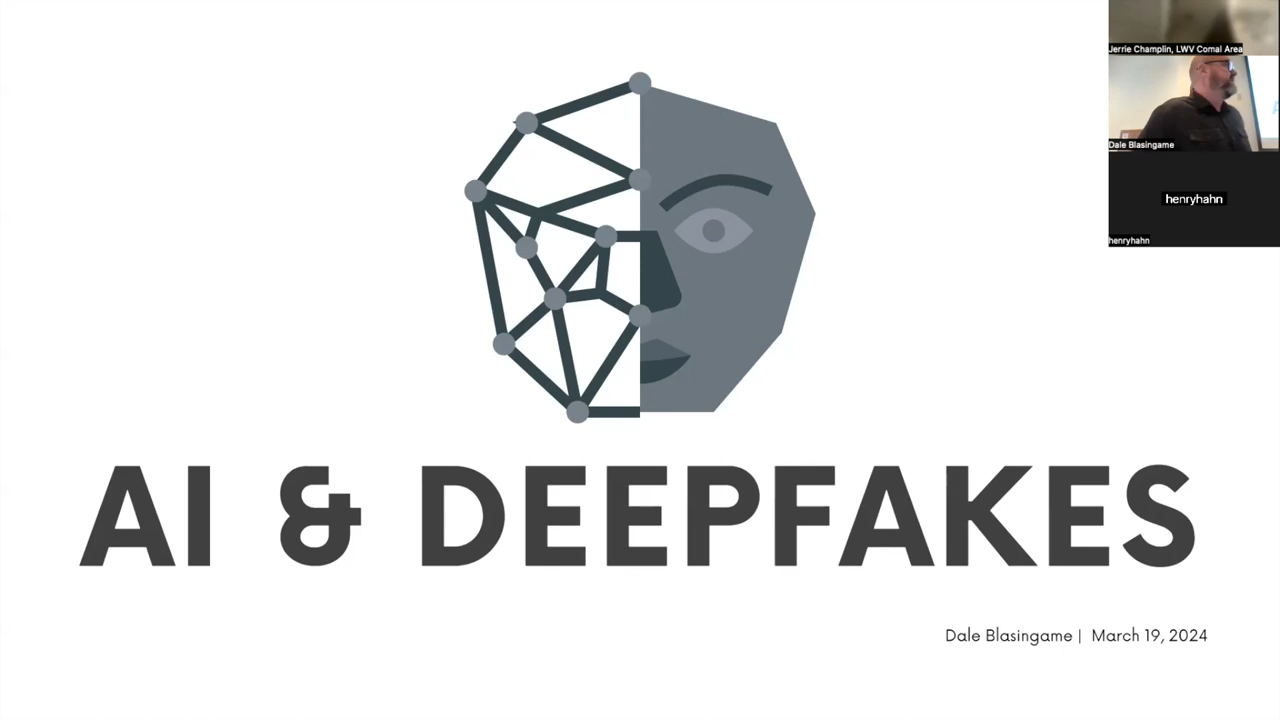 Jerrie Champlin, LWV Comal Area
Dale Blasingame
henryhahn
henryhahn
AI & DEEPFAKES
Dale Blasingame | March 19, 2024